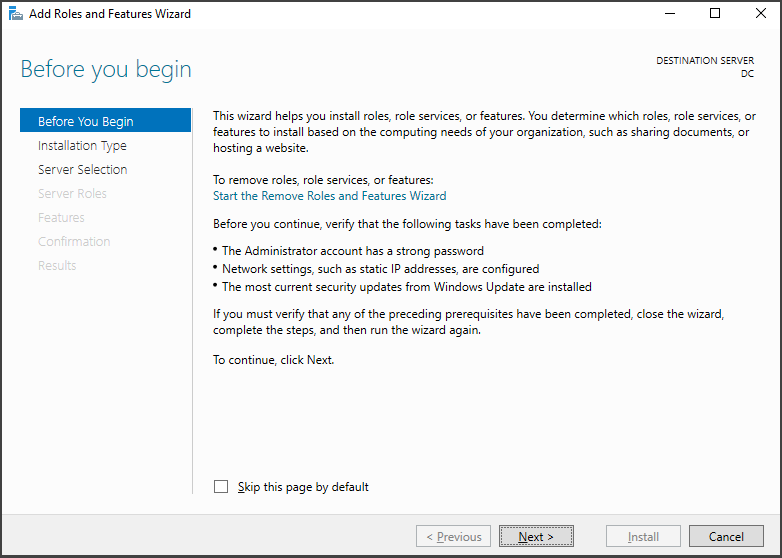 Add Roles and Features Wizard
Before you begin
DESTINATION SERVER
DC
Before You Begin
Installation Type
Server Selection
Server Roles
Features
Confirmation
Results
This wizard helps you install roles, role services, or features. You determine which roles, role services, or
features to install based on the computing needs of your organization, such as sharing documents, or
hosting a website.
To remove roles, role services, or features:
Start the Remove Roles and Features Wizard
Before you continue, verify that the following tasks have been completed:
• The Administrator account has a strong password
• Network settings, such as static IP addresses, are configured
• The most current security updates from Windows Update are installed
If you must verify that any of the preceding prerequisites have been completed, close the wizard,
complete the steps, and then run the wizard again.
To continue, click Next.
Skip this page by default
< Previous
Next >
Install
Cancel